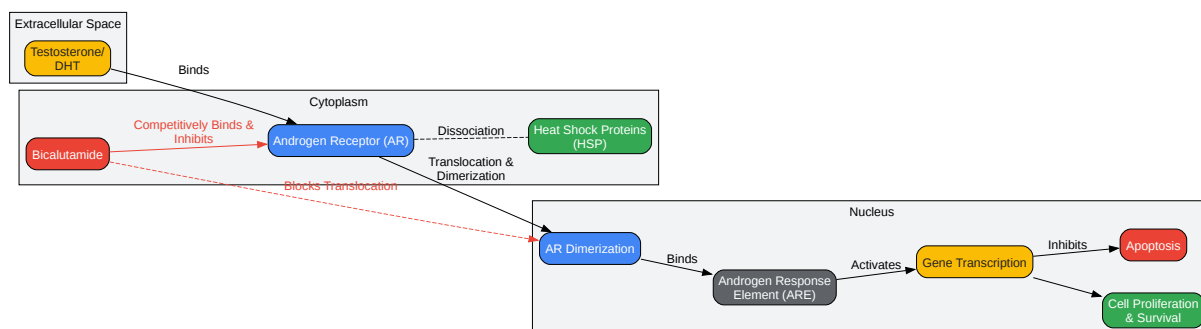 Extracellular Space
Testosterone/
DHT
Binds
Cytoplasm
Competitively Binds &
Inhibits
Bicalutamide
Androgen Receptor (AR)
Dissociation
Heat Shock Proteins
(HSP)
Translocation &
Dimerization
Blocks Translocation
Nucleus
AR Dimerization
Binds
Androgen Response
Element (ARE)
Activates
Gene Transcription
Inhibits
Apoptosis
Cell Proliferation
& Survival